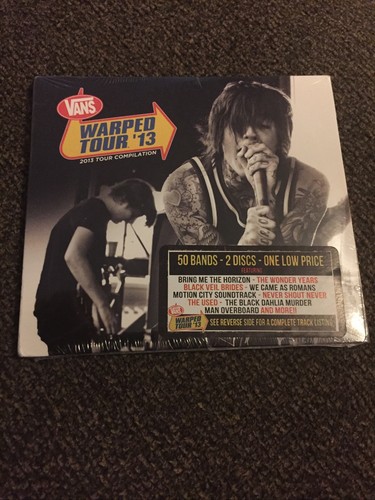 VANS
WARPED
TOUR '13
2013 TOUR COMPILATION
50 BANDS - 2 DISCS - ONE LOW PRICE
FEATURING
BRING ME THE HORIZON - THE WONDER YEARS
BLACK VEIL BRIDES - WE CAME AS ROMANS
MOTION CITY SOUNDTRACK - NEVER SHOUT NEVER
THE USED - THE BLACK DAHLIA MURDER
MAN OVERBOARD AND MORE!!
VANS
WARPED
TOUR '13
SEE REVERSE SIDE FOR A COMPLETE TRACK LISTING